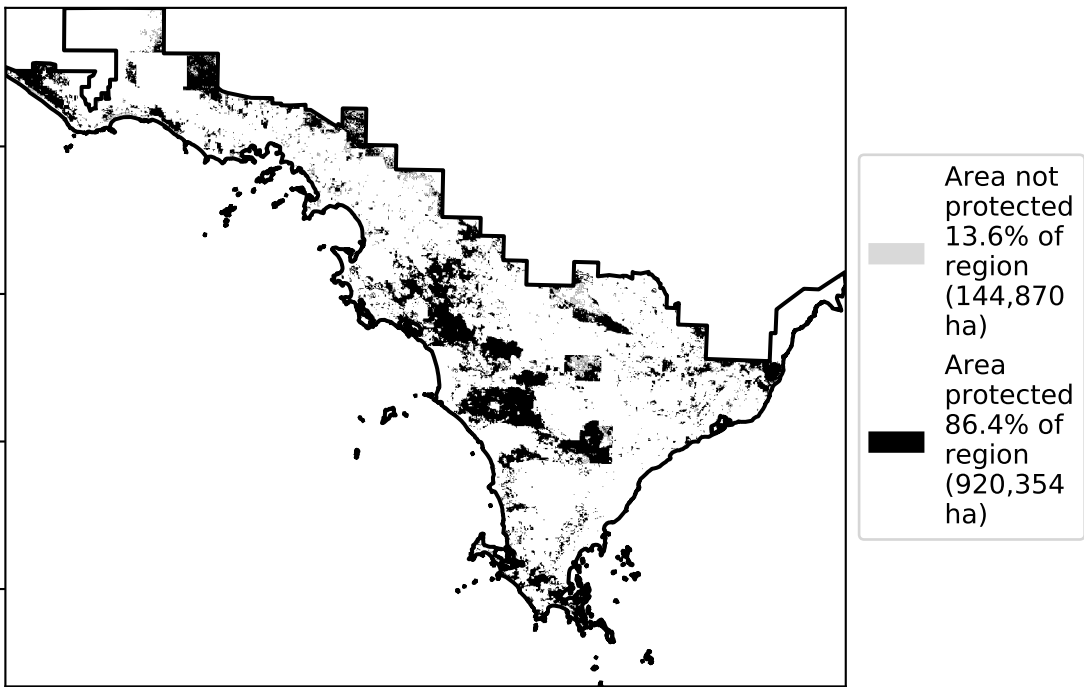 Area not
protected
13.6% of
region
(144,870
ha)
Area
protected
86.4% of
region
(920,354
ha)